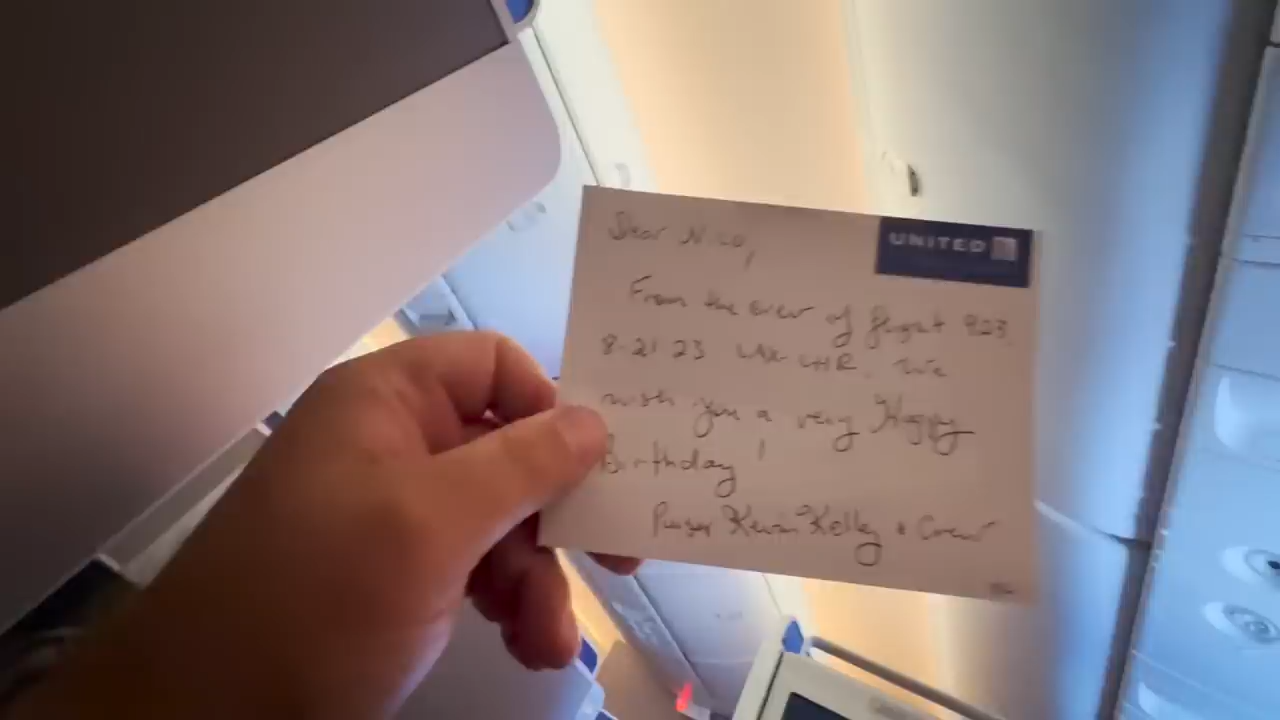 UNITED
Dear Nico,
From the crew of flight 923
8-21-23 LAX-LHR. We
wish you a very Happy
Birthday!
Purser Kevin Kelley + Crew